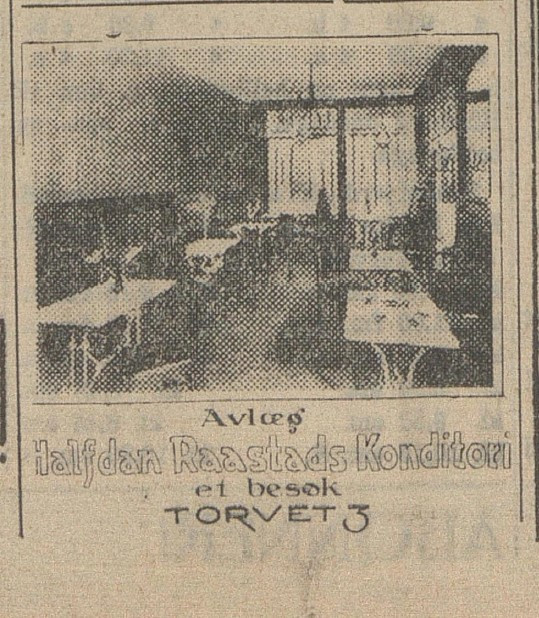 Avlæg
Halfdan Raastads Konditori
et besøk
TORVET 3